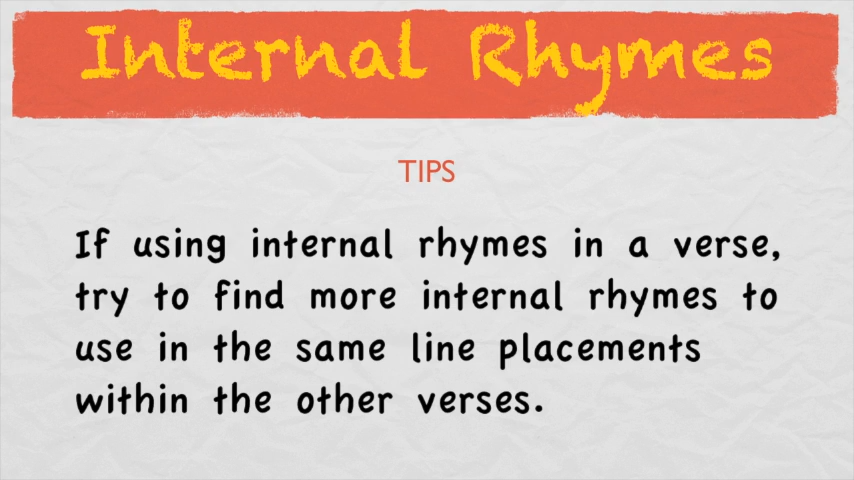 Internal Rhymes
TIPS
If using internal rhymes in a verse,
try to find more internal rhymes to
use in the same line placements
within the other verses.